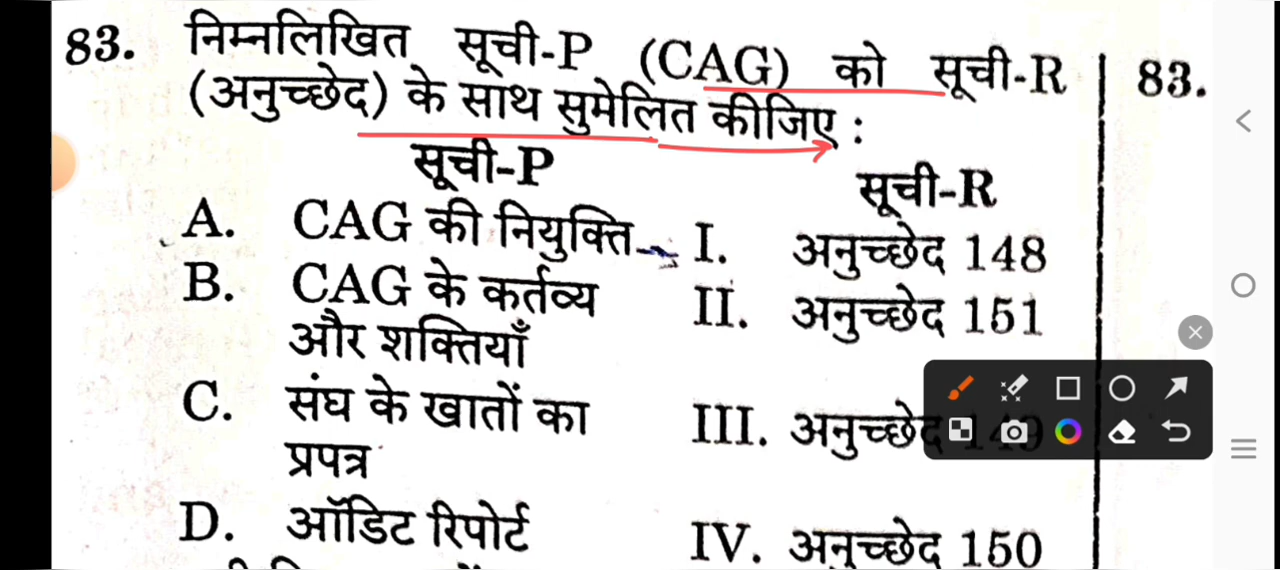 83. निम्नलिखित सूची-P (CAG) को सूची-R 83.
(अनुच्छेद) के साथ सुमेलित कीजिए :
सूची-P सूची-R
A. CAG की नियुक्ति I. अनुच्छेद 148
B. CAG के कर्तव्य II. अनुच्छेद 151
और शक्तियाँ
C. संघ के खातों का III. अनुच्छेद 149
प्रपत्र
D. ऑडिट रिपोर्ट IV. अनुच्छेद 150